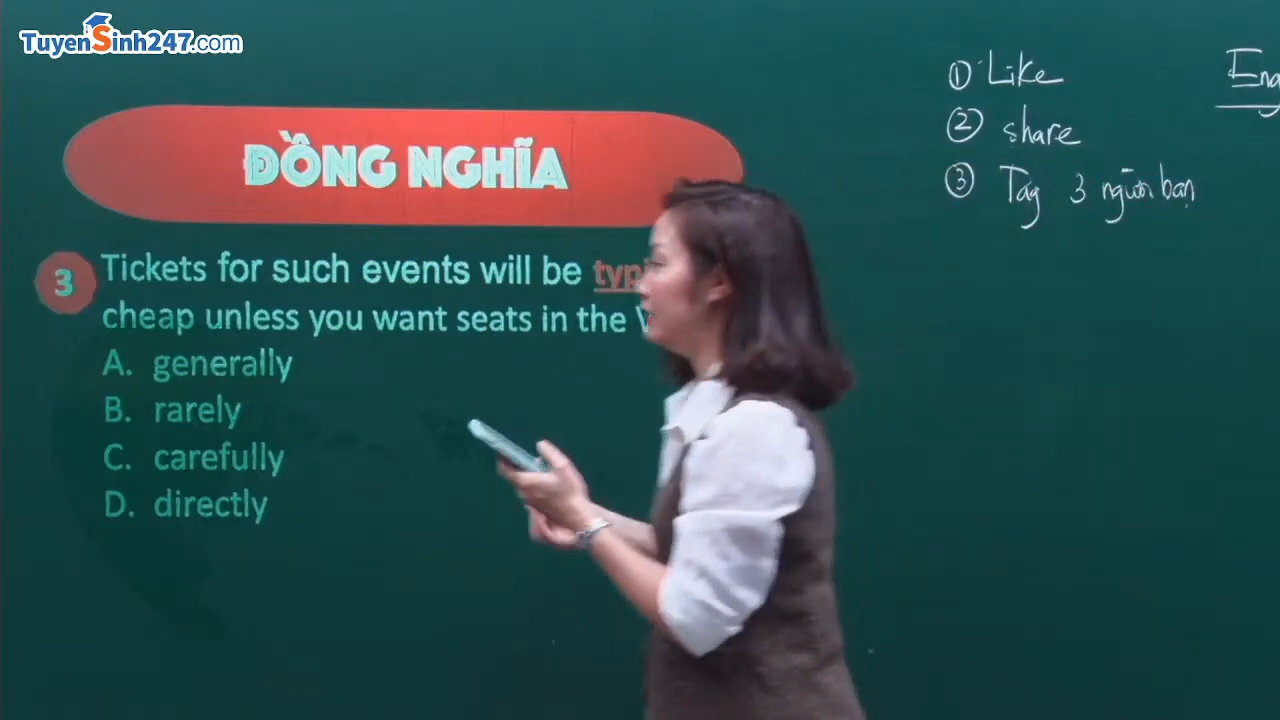 TuyenSinh247.com
① Like
② share
③ Tag 3 người bạn
ĐỒNG NGHĨA
3 Tickets for such events will be
cheap unless you want seats in the
A. generally
B. rarely
C. carefully
D. directly